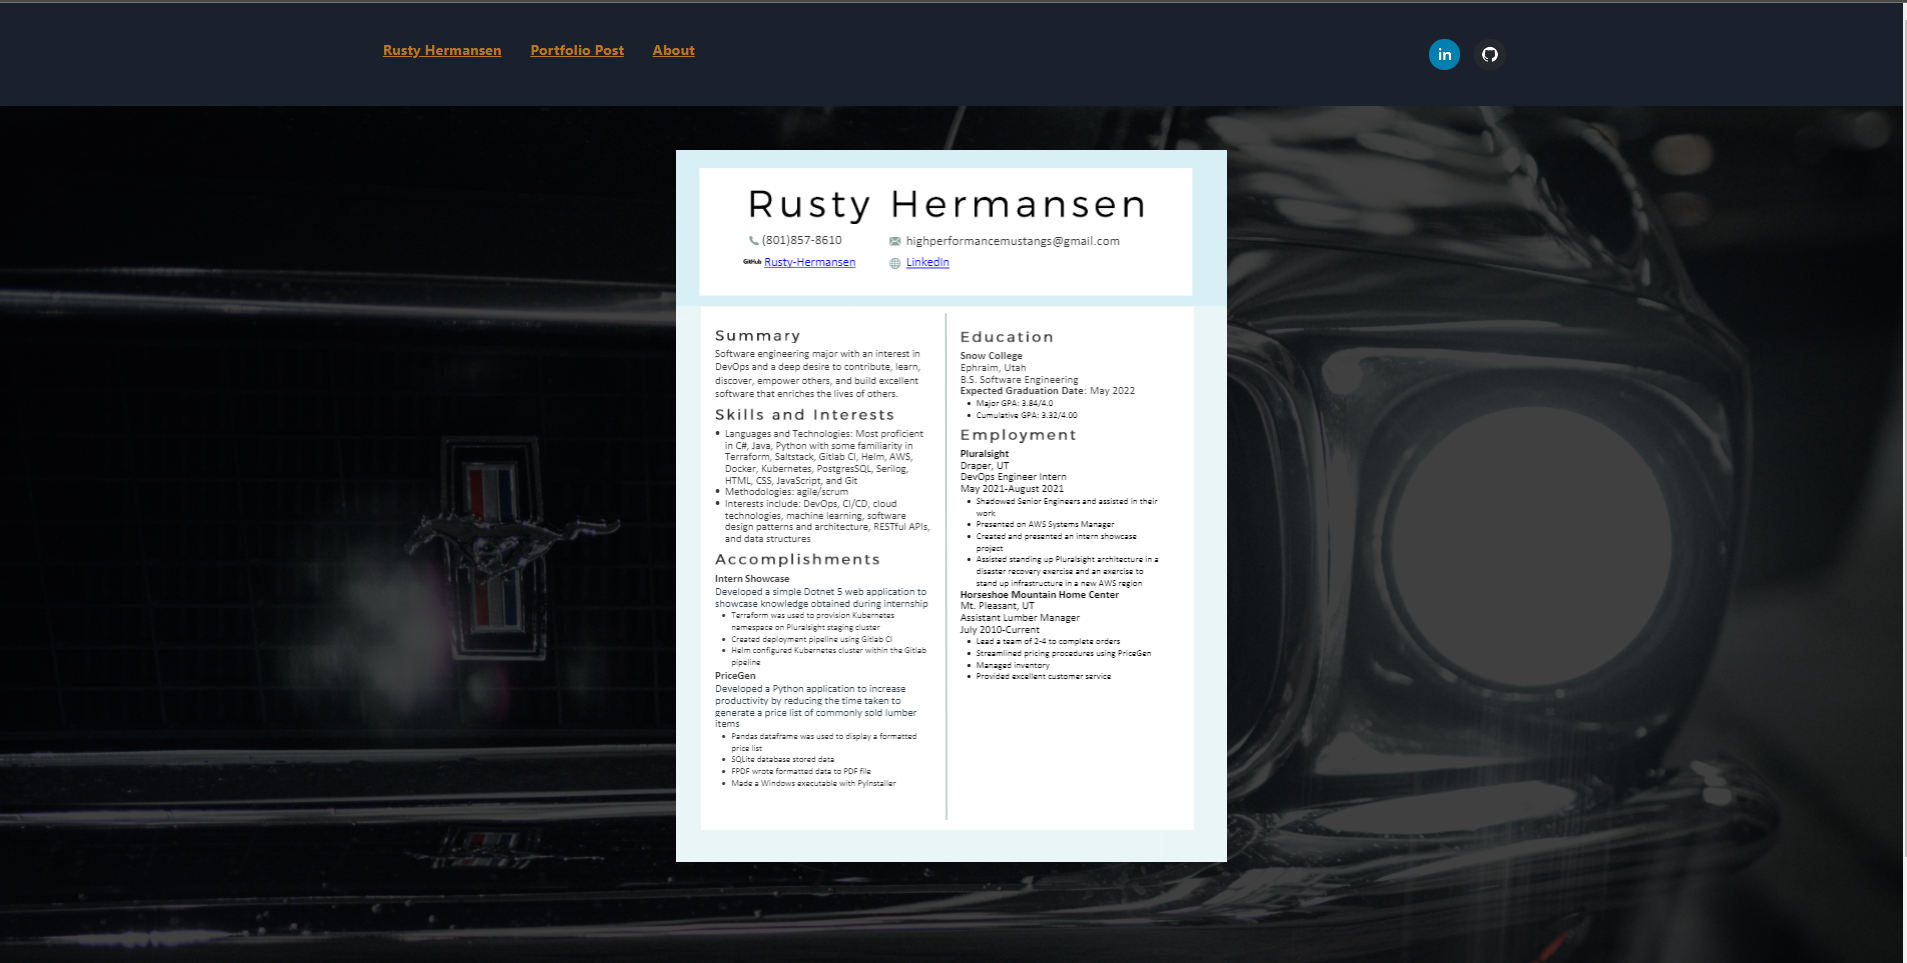 Rusty Hermansen Portfolio Post About
in
Rusty Hermansen
(801)857-8610 highperformancemustangs@gmail.com
GitHub Rusty-Hermansen LinkedIn
Summary
Software engineering major with an interest in
DevOps and a deep desire to contribute, learn,
discover, empower others, and build excellent
software that enriches the lives of others.
Skills and Interests
• Languages and Technologies: Most proficient
in C#, Java, Python with some familiarity in
Terraform, Saltstack, Gitlab CI, Helm, AWS,
Docker, Kubernetes, PostgresSQL, Serilog,
HTML, CSS, JavaScript, and Git
• Methodologies: agile/scrum
• Interests include: DevOps, CI/CD, cloud
technologies, machine learning, software
design patterns and architecture, RESTful APIs,
and data structures
Accomplishments
Intern Showcase
Developed a simple Dotnet 5 web application to
showcase knowledge obtained during internship
• Terraform was used to provision Kubernetes
namespace on Pluralsight staging cluster
• Created deployment pipeline using Gitlab CI
• Helm configured Kubernetes cluster within the Gitlab
pipeline
PriceGen
Developed a Python application to increase
productivity by reducing the time taken to
generate a price list of commonly sold lumber
items
• Pandas dataframe was used to display a formatted
price list
• SQLite database stored data
• FPDF wrote formatted data to PDF file
• Made a Windows executable with PyInstaller
Education
Snow College
Ephraim, Utah
B.S. Software Engineering
Expected Graduation Date: May 2022
• Major GPA: 3.84/4.0
• Cumulative GPA: 3.32/4.00
Employment
Pluralsight
Draper, UT
DevOps Engineer Intern
May 2021-August 2021
• Shadowed Senior Engineers and assisted in their
work
• Presented on AWS Systems Manager
• Created and presented an intern showcase
project
• Assisted standing up Pluralsight architecture in a
disaster recovery exercise and an exercise to
stand up infrastructure in a new AWS region
Horseshoe Mountain Home Center
Mt. Pleasant, UT
Assistant Lumber Manager
July 2010-Current
• Lead a team of 2-4 to complete orders
• Streamlined pricing procedures using PriceGen
• Managed inventory
• Provided excellent customer service